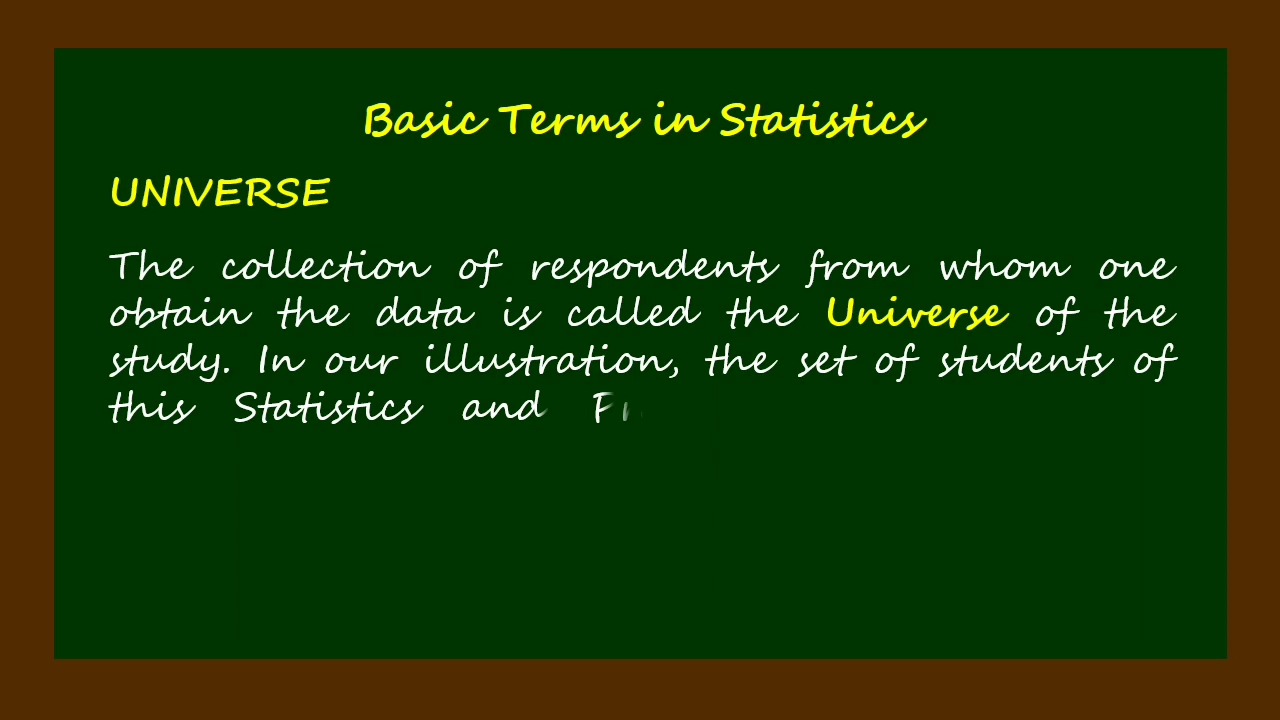 Basic Terms in Statistics
UNIVERSE
The collection of respondents from whom one
obtain the data is called the Universe of the
study. In our illustration, the set of students of
this Statistics and